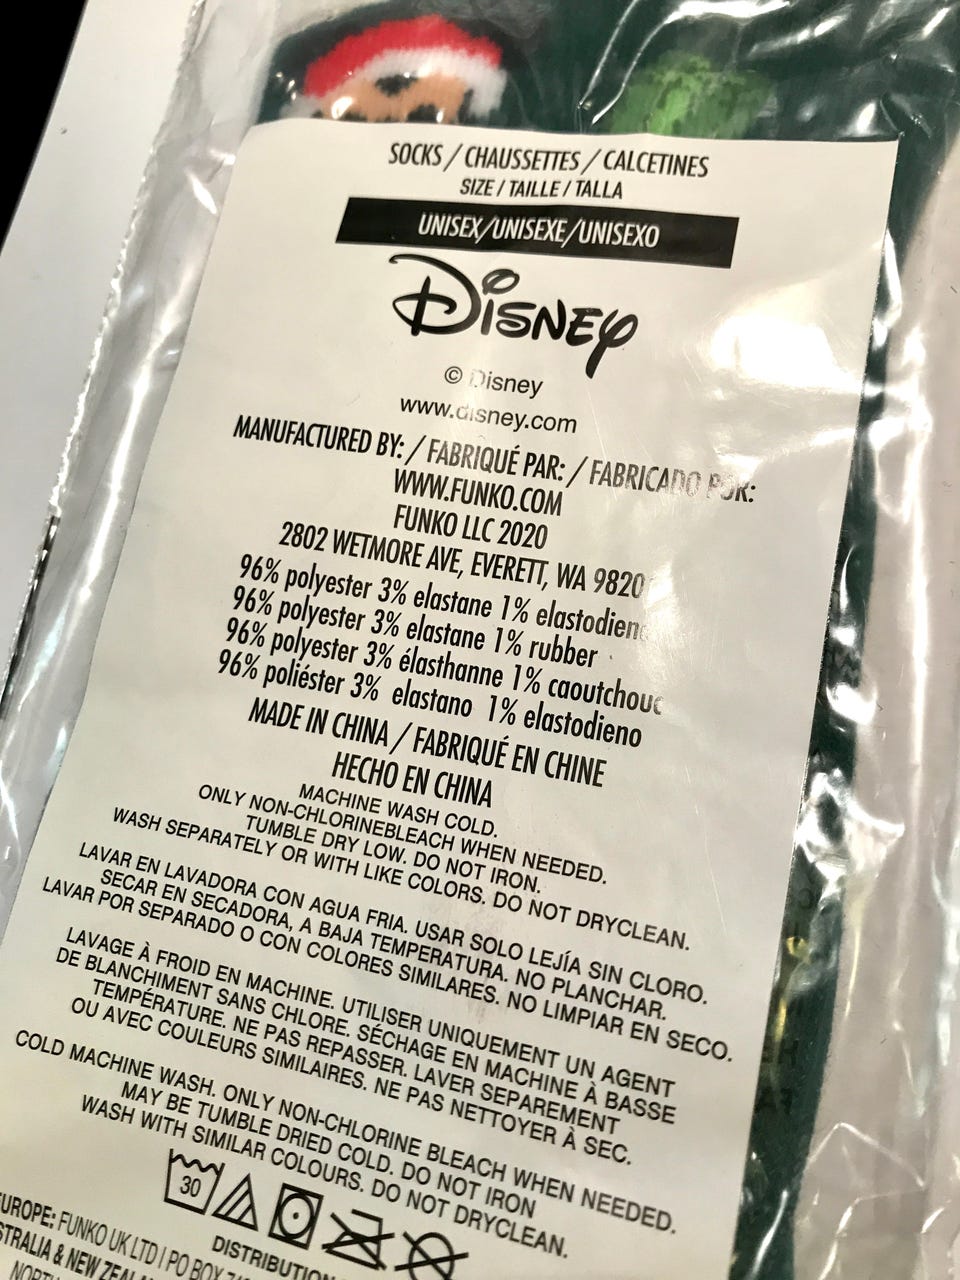 SOCKS / CHAUSSETTES / CALCETINES
SIZE / TAILLE / TALLA
UNISEX/UNISEXE/UNISEXO
Disney
© Disney
www.disney.com
MANUFACTURED BY: / FABRIQUÉ PAR: / FABRICADO POR:
WWW.FUNKO.COM
FUNKO LLC 2020
2802 WETMORE AVE, EVERETT, WA 9820
96% polyester 3% elastane 1% elastodien
96% polyester 3% elastane 1% rubber
96% polyester 3% élasthanne 1% caoutchouc
96% poliéster 3% elastano 1% elastodieno
MADE IN CHINA / FABRIQUÉ EN CHINE
HECHO EN CHINA
MACHINE WASH COLD.
ONLY NON-CHLORINEBLEACH WHEN NEEDED.
TUMBLE DRY LOW. DO NOT IRON.
WASH SEPARATELY OR WITH LIKE COLORS. DO NOT DRYCLEAN.
LAVAR EN LAVADORA CON AGUA FRIA. USAR SOLO LEJÍA SIN CLORO.
SECAR EN SECADORA, A BAJA TEMPERATURA. NO PLANCHAR.
LAVAR POR SEPARADO O CON COLORES SIMILARES. NO LIMPIAR EN SECO.
LAVAGE À FROID EN MACHINE. UTILISER UNIQUEMENT UN AGENT
DE BLANCHIMENT SANS CHLORE. SÉCHAGE EN MACHINE À BASSE
TEMPÉRATURE. NE PAS REPASSER. LAVER SEPAREMENT
OU AVEC COULEURS SIMILAIRES. NE PAS NETTOYER À SEC.
COLD MACHINE WASH. ONLY NON-CHLORINE BLEACH WHEN NEEDED.
MAY BE TUMBLE DRIED COLD. DO NOT IRON
WASH WITH SIMILAR COLOURS. DO NOT DRYCLEAN.
30
DISTRIBUTION
EUROPE: FUNKO UK LTD | PO BOX
STRALIA & NEW ZEAL